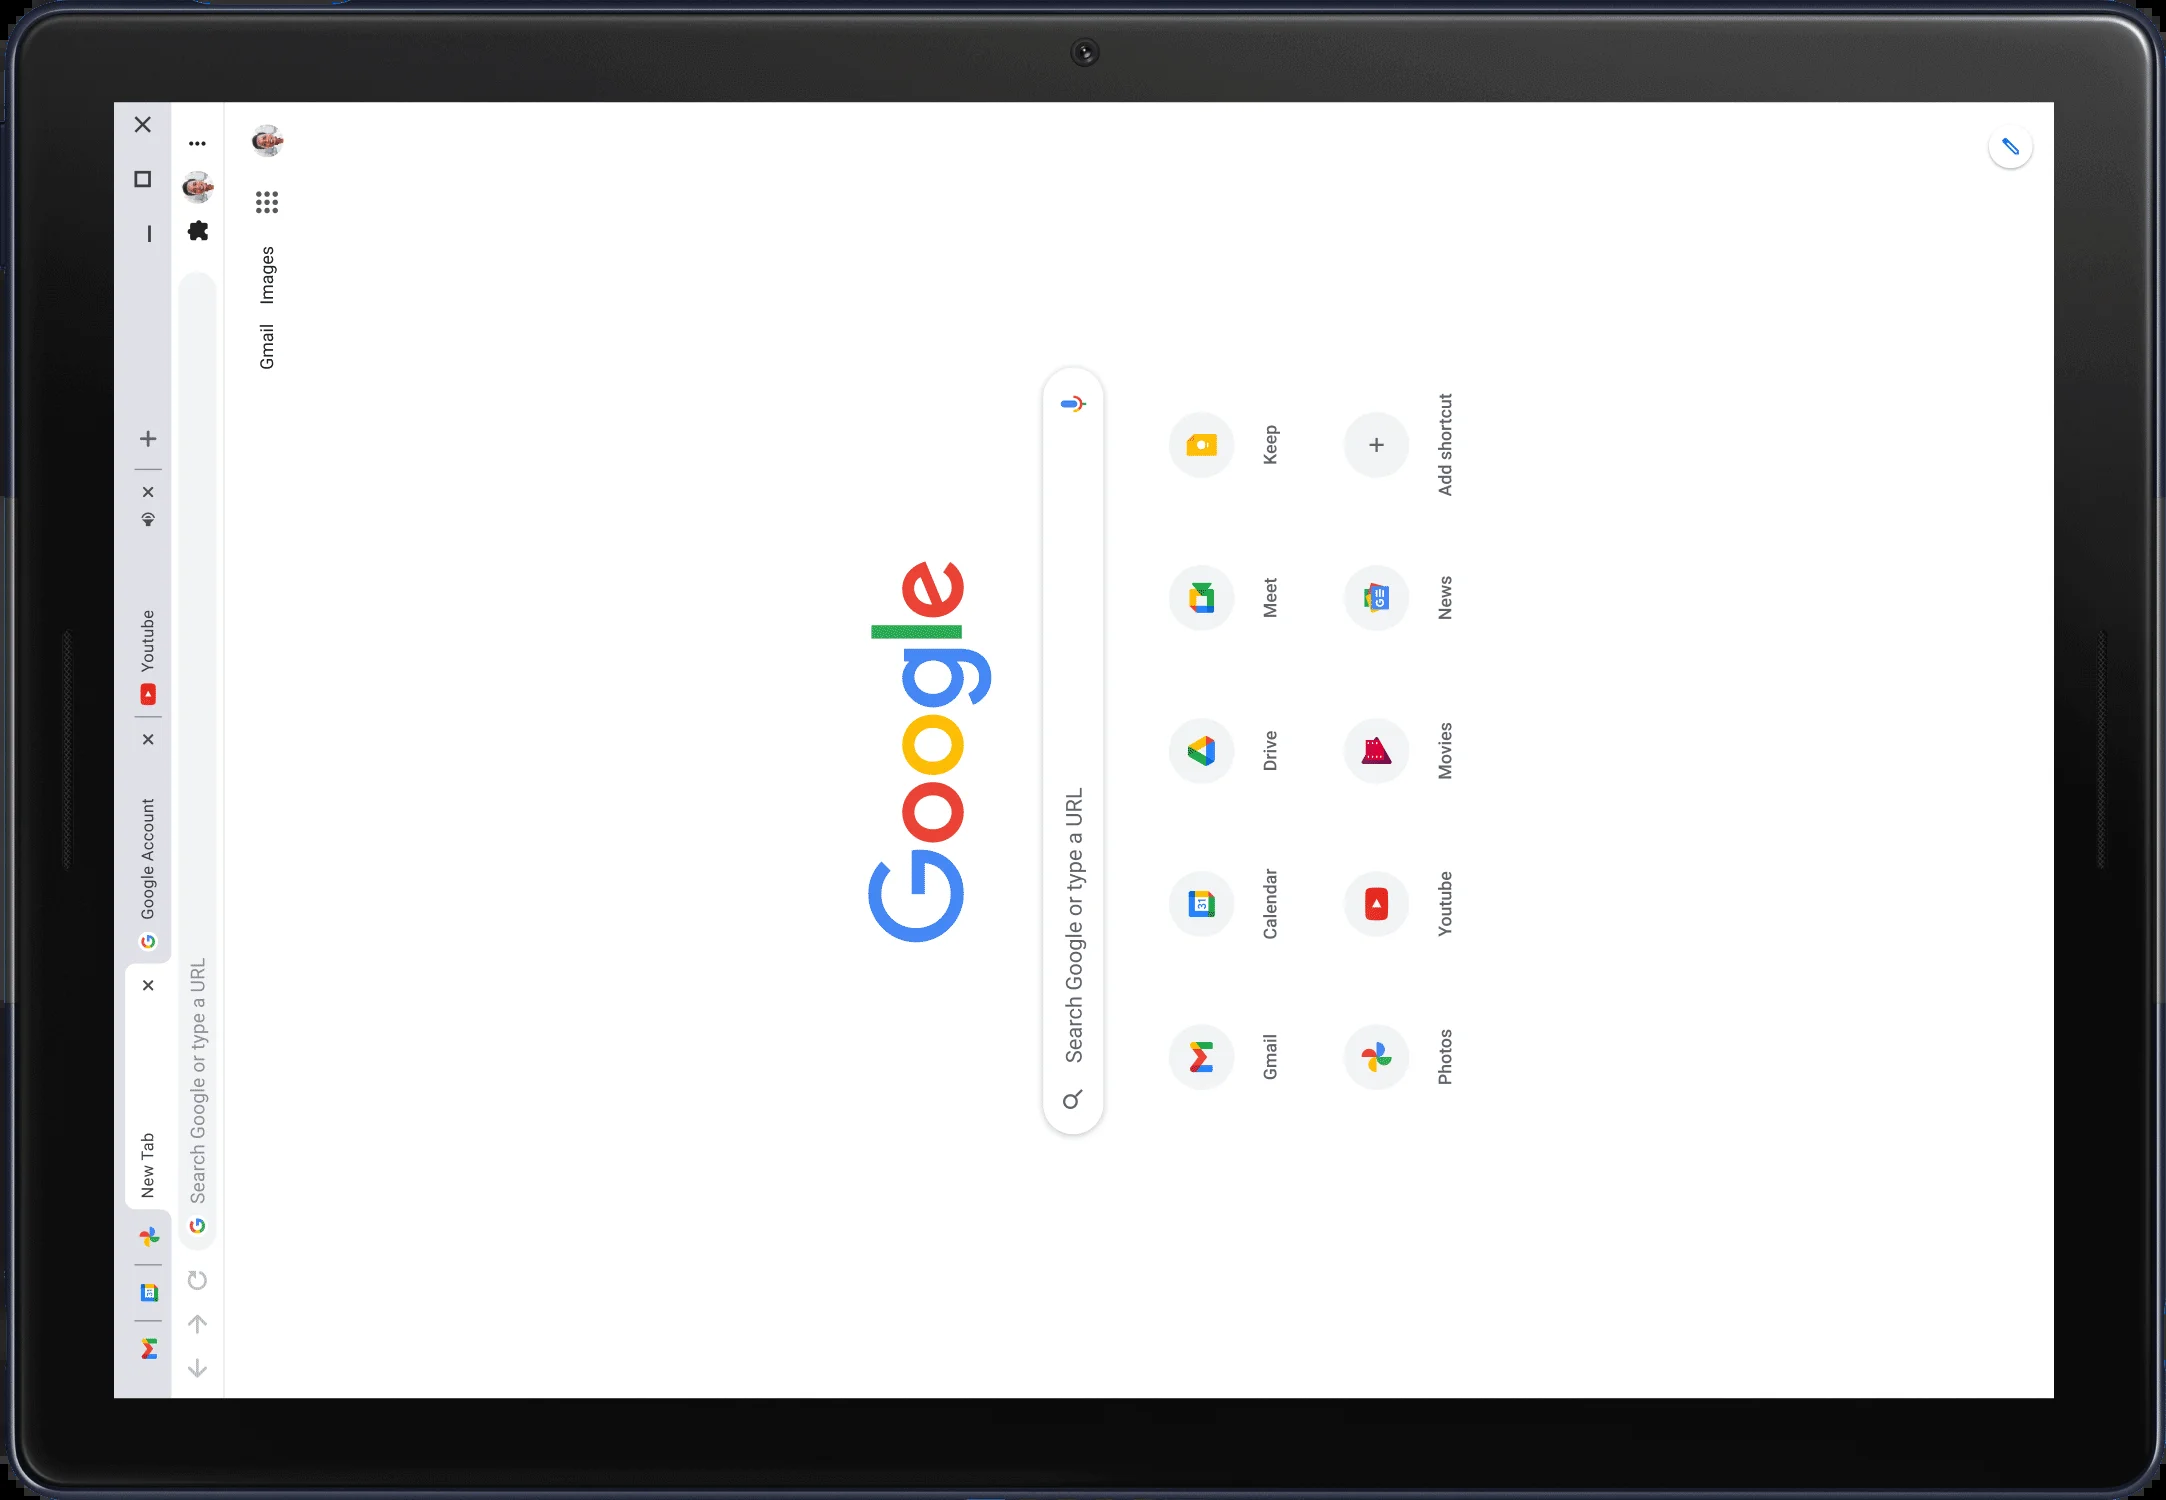 New Tab
Google Account
Youtube
Search Google or type a URL
Gmail Images
Google
Search Google or type a URL
Gmail
Calendar
Drive
Meet
Keep
Photos
Youtube
Movies
News
Add shortcut